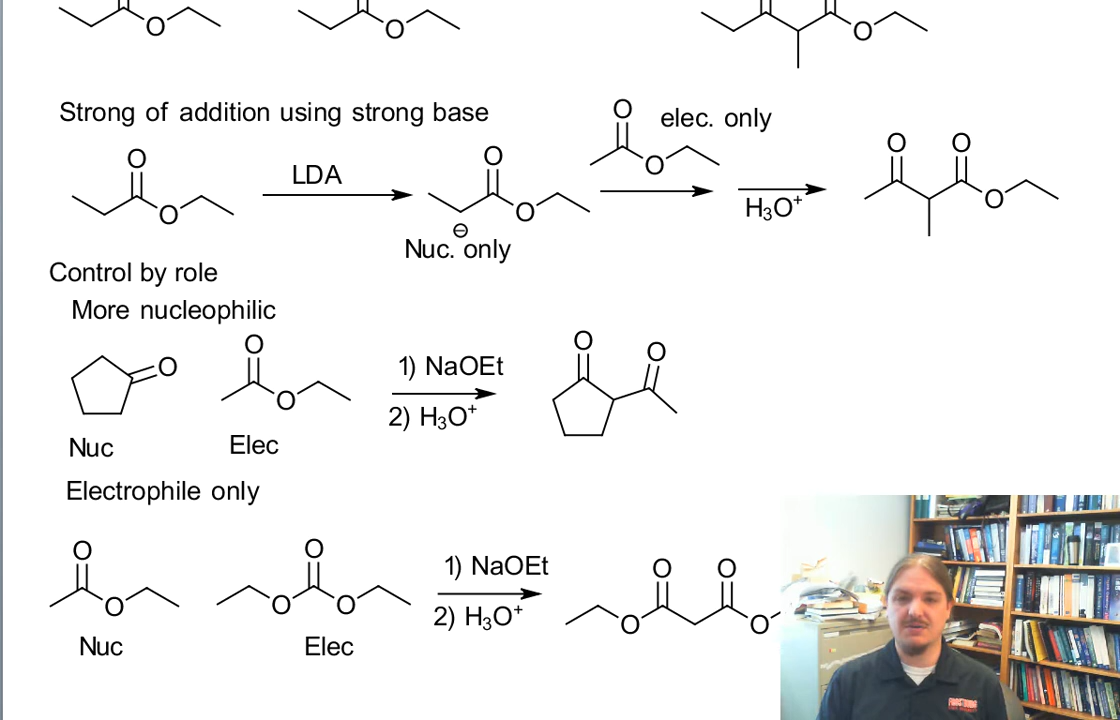 O
O
O
Strong of addition using strong base
O
elec. only
O
O
O
O
LDA
O
O
O
O
H₃O⁺
⊖
Nuc. only
Control by role
More nucleophilic
O
O
O
O
O
1) NaOEt
2) H₃O⁺
Nuc
Elec
Electrophile only
O
O
O
O
1) NaOEt
O
O
O
O
2) H₃O⁺
O
O
Nuc
Elec